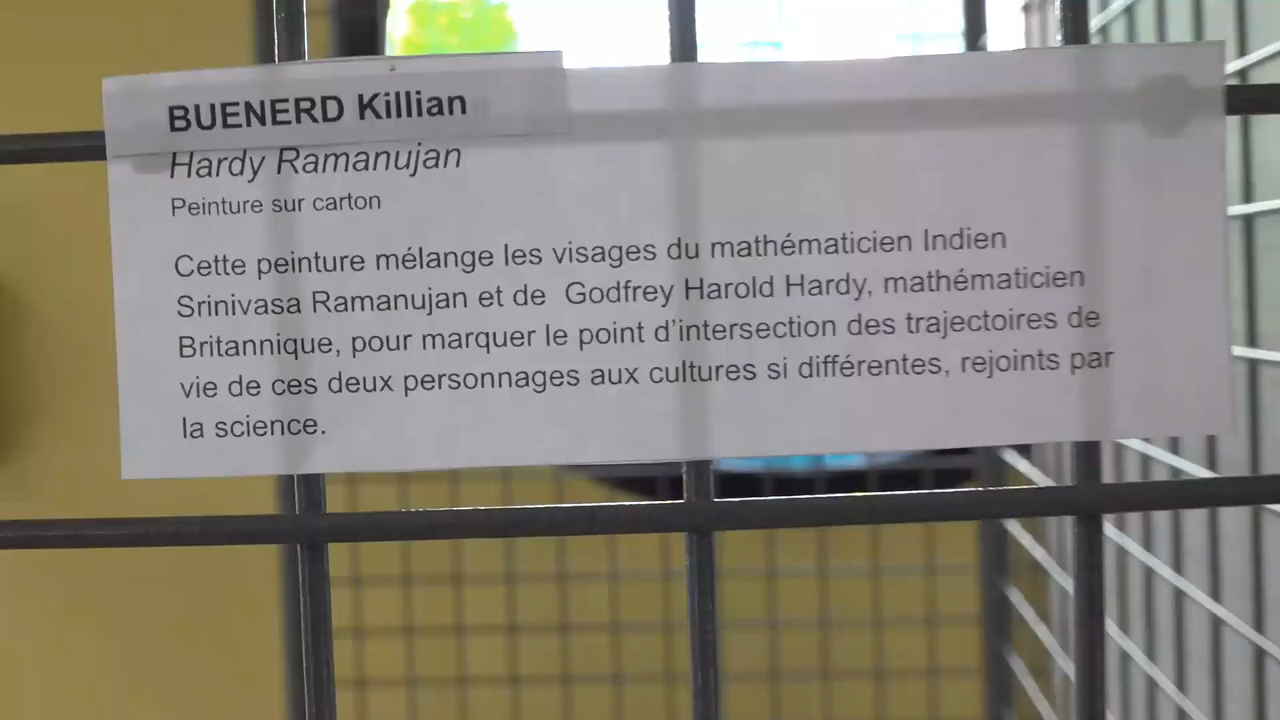 BUENERD Killian
Hardy Ramanujan
Peinture sur carton
Cette peinture mélange les visages du mathématicien Indien
Srinivasa Ramanujan et de Godfrey Harold Hardy, mathématicien
Britannique, pour marquer le point d'intersection des trajectoires de
vie de ces deux personnages aux cultures si différentes, rejoints par
la science.